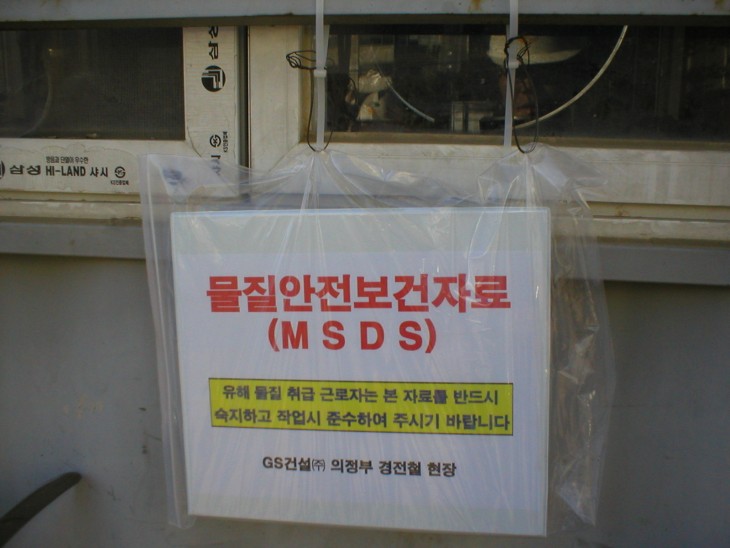 삼성
삼성 HI-LAND 샤시
물질안전보건자료
(M S D S)
유해 물질 취급 근로자는 본 자료를 반드시
숙지하고 작업시 준수하여 주시기 바랍니다
GS건설㈜ 의정부 경전철 현장